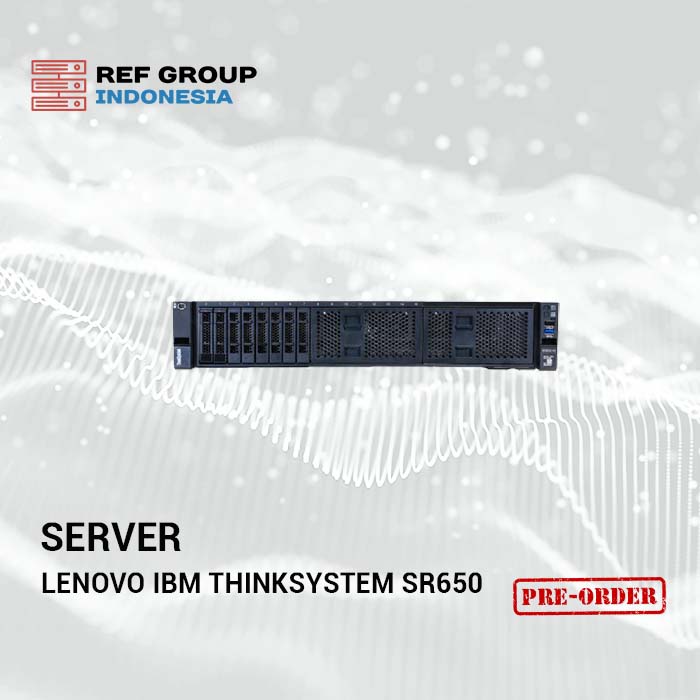 REF GROUP
INDONESIA
SERVER
LENOVO IBM THINKSYSTEM SR650
PRE-ORDER